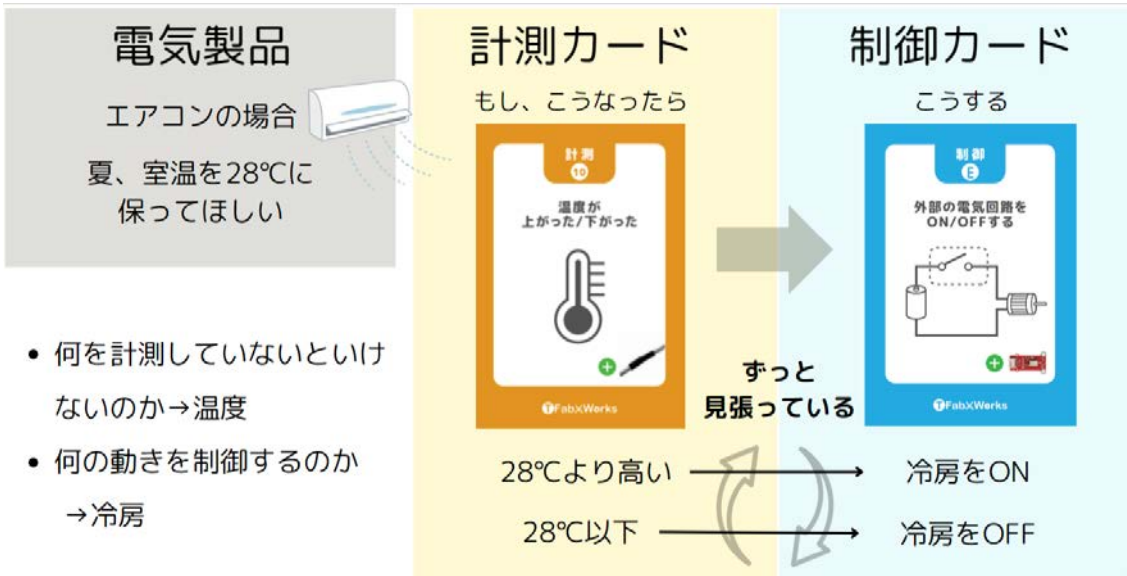 電気製品
エアコンの場合
夏、室温を28℃に
保ってほしい
• 何を計測していないといけ
ないのか→温度
• 何の動きを制御するのか
→冷房
計測カード
もし、こうなったら
計測
10
温度が
上がった/下がった
FabXWorks
ずっと
見張っている
28℃より高い
28℃以下
制御カード
こうする
制御
E
外部の電気回路を
ON/OFFする
FabXWorks
冷房をON
冷房をOFF